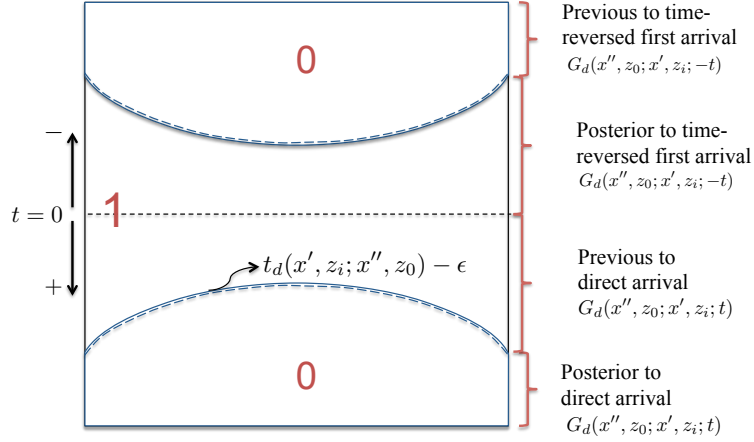 Previous to time-
reversed first arrival
G_d(x'', z_0; x', z_i; −t)
0
−
Posterior to time-
reversed first arrival
G_d(x'', z_0; x', z_i; −t)
t = 0
1
t_d(x', z_i; x'', z_0) − ϵ
+
Previous to
direct arrival
G_d(x'', z_0; x', z_i; t)
0
Posterior to
direct arrival
G_d(x'', z_0; x', z_i; t)